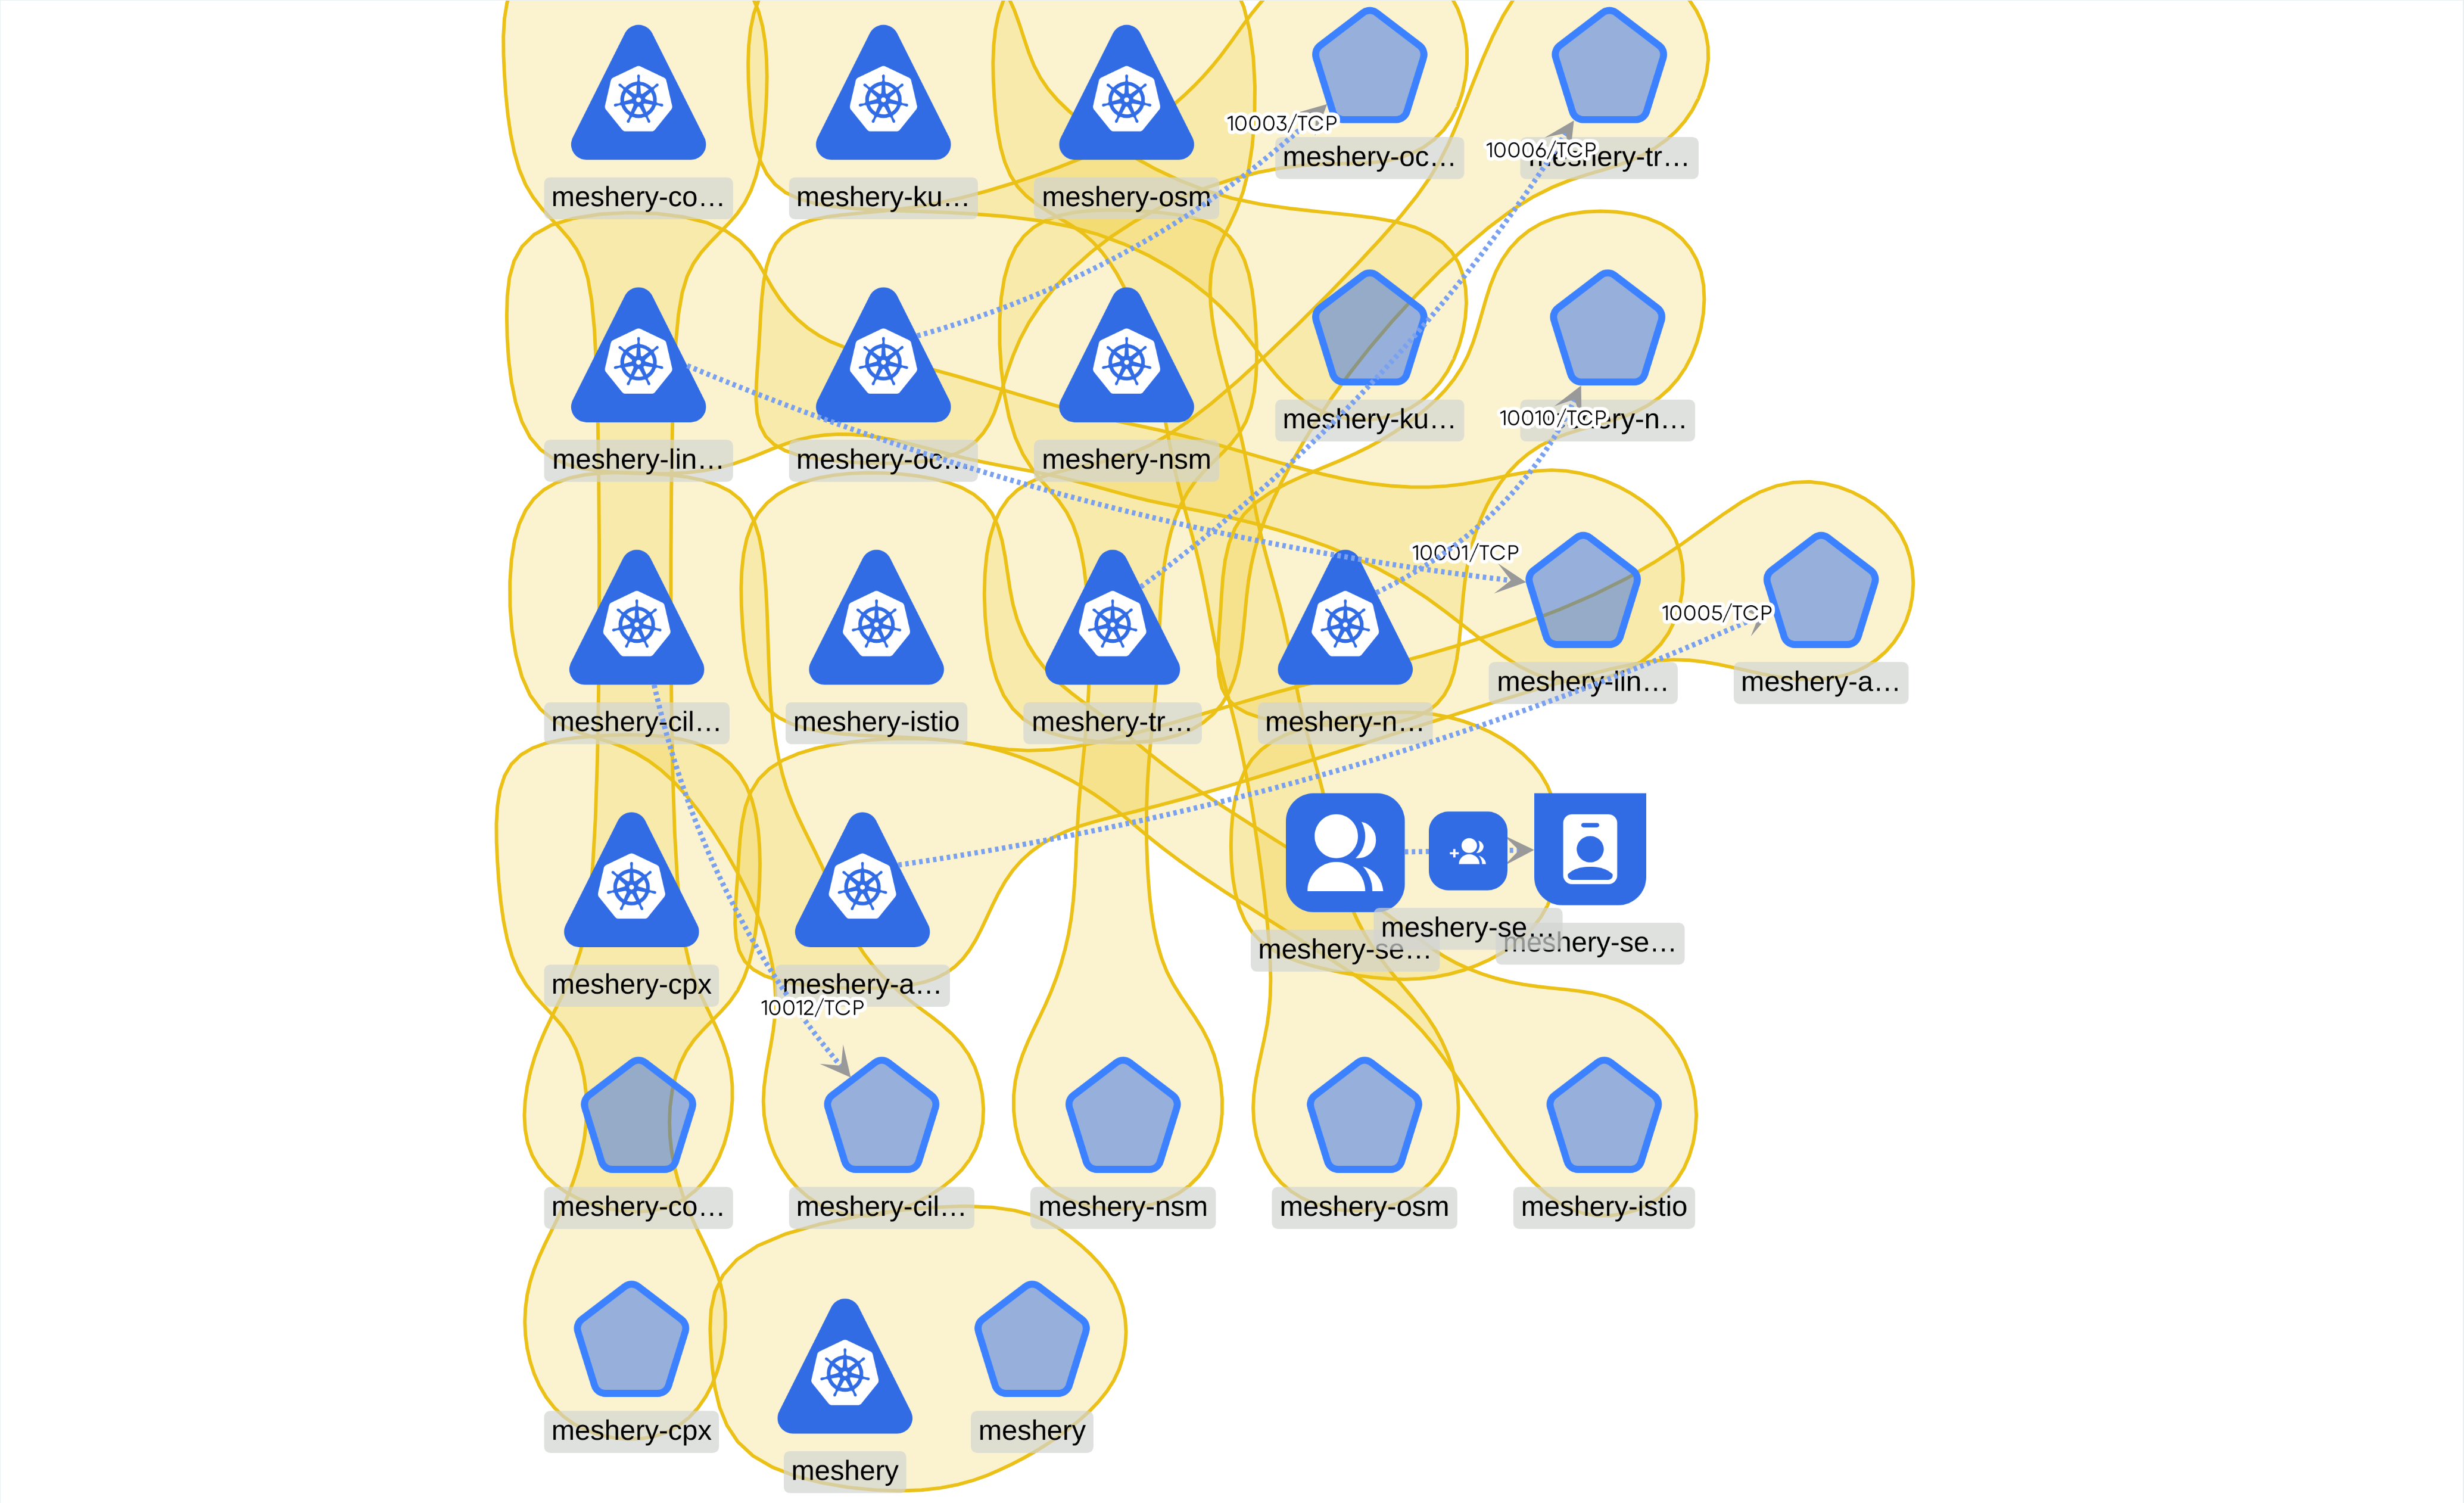 10003/TCP
10006/TCP
meshery-oc…
meshery-tr…
meshery-co…
meshery-ku…
meshery-osm
10010/TCP
meshery-ku…
meshery-lin…
meshery-oc…
meshery-nsm
10001/TCP
10005/TCP
meshery-lin…
meshery-a…
meshery-cil…
meshery-istio
meshery-tr…
meshery-n…
meshery-se…
meshery-se…
meshery-se…
meshery-cpx
meshery-a…
10012/TCP
meshery-co…
meshery-cil…
meshery-nsm
meshery-osm
meshery-istio
meshery-cpx
meshery
meshery